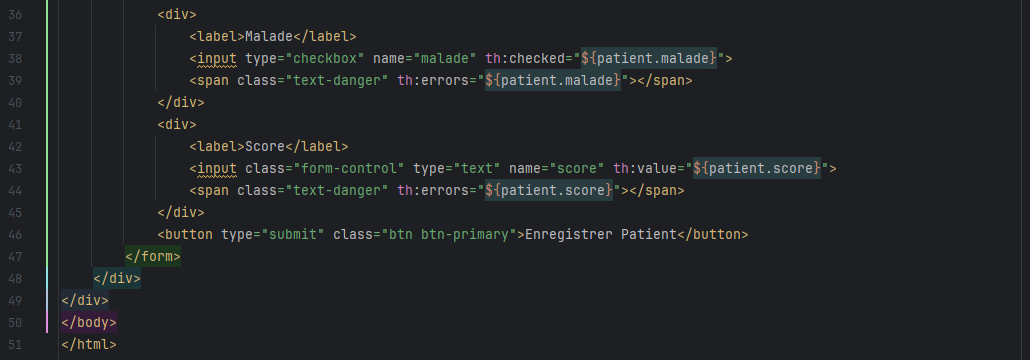 36 <div>
37 <label>Malade</label>
38 <input type="checkbox" name="malade" th:checked="${patient.malade}">
39 <span class="text-danger" th:errors="${patient.malade}"></span>
40 </div>
41 <div>
42 <label>Score</label>
43 <input class="form-control" type="text" name="score" th:value="${patient.score}">
44 <span class="text-danger" th:errors="${patient.score}"></span>
45 </div>
46 <button type="submit" class="btn btn-primary">Enregistrer Patient</button>
47 </form>
48 </div>
49 </div>
50 </body>
51 </html>